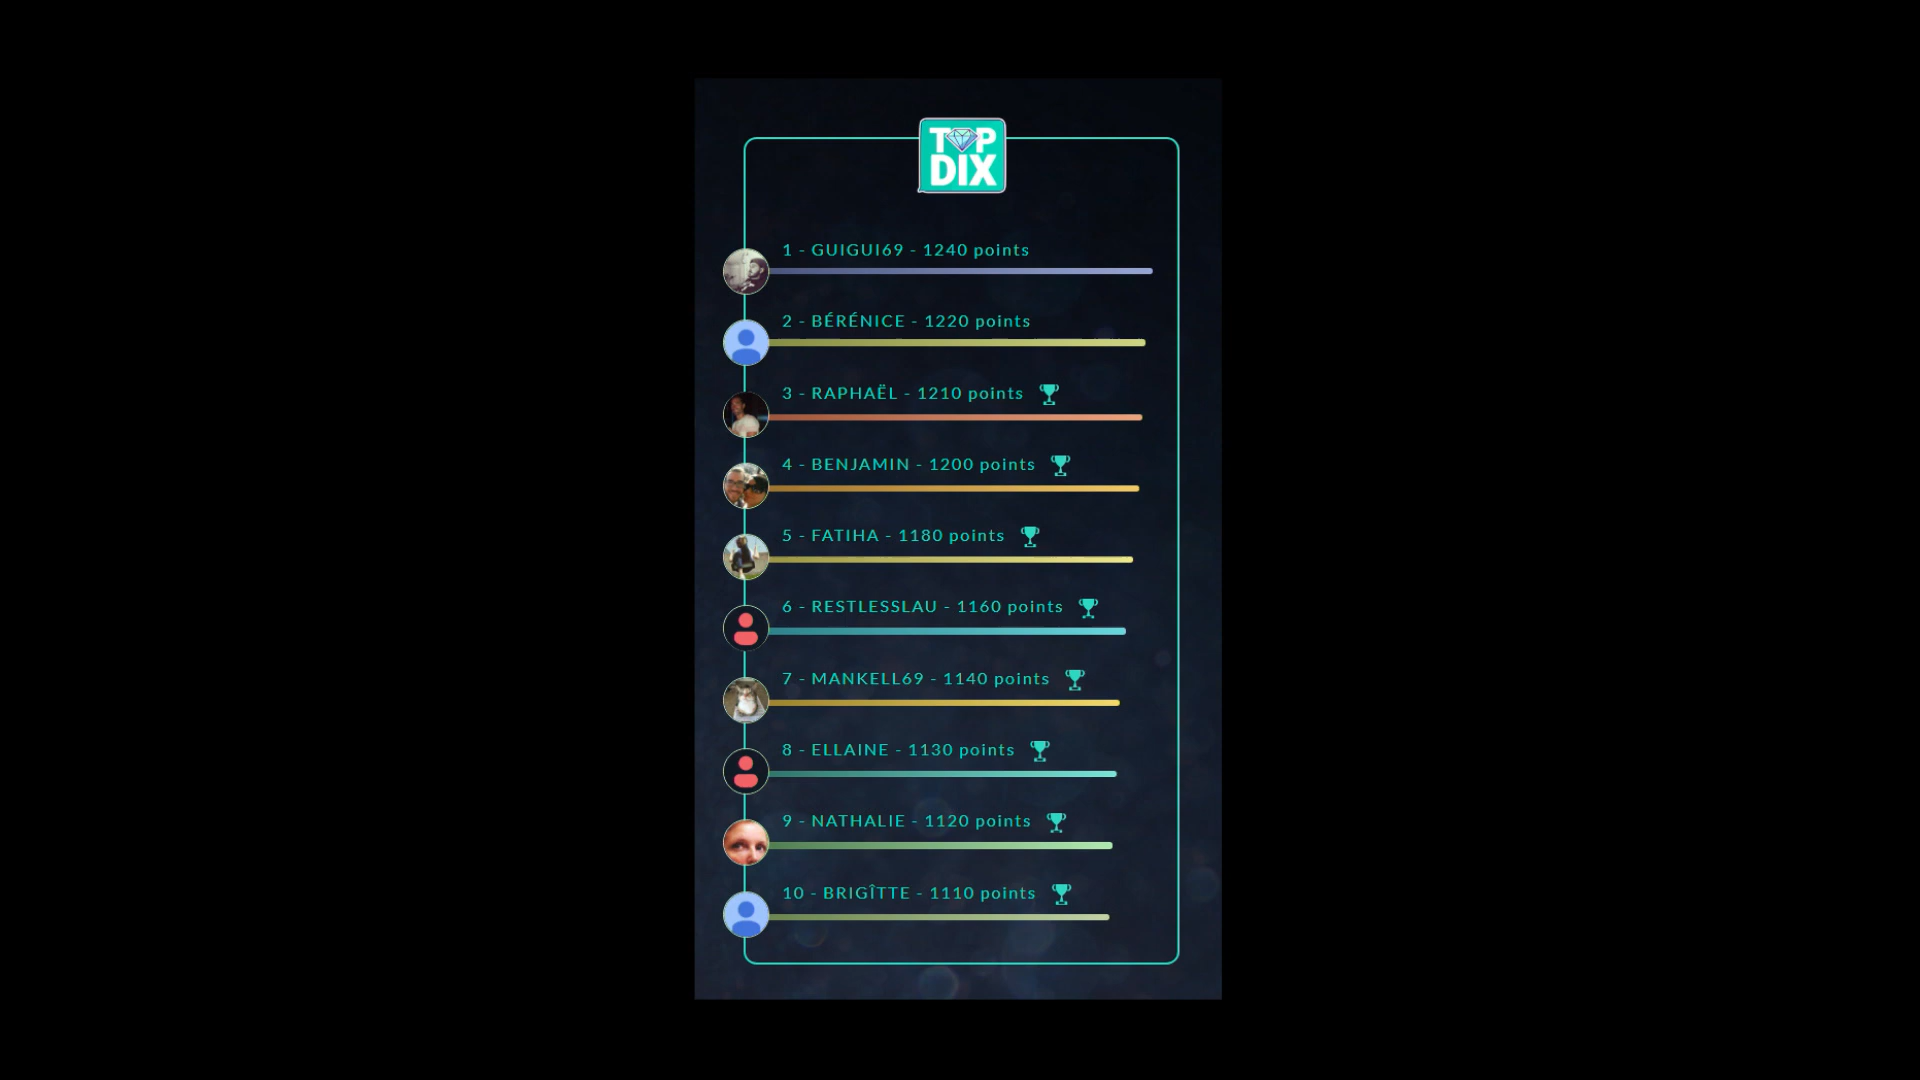 TOP
DIX
1 - GUIGUI69 - 1240 points
2 - BÉRÉNICE - 1220 points
3 - RAPHAËL - 1210 points
4 - BENJAMIN - 1200 points
5 - FATIHA - 1180 points
6 - RESTLESSLAU - 1160 points
7 - MANKELL69 - 1140 points
8 - ELLAINE - 1130 points
9 - NATHALIE - 1120 points
10 - BRIGÎTTE - 1110 points